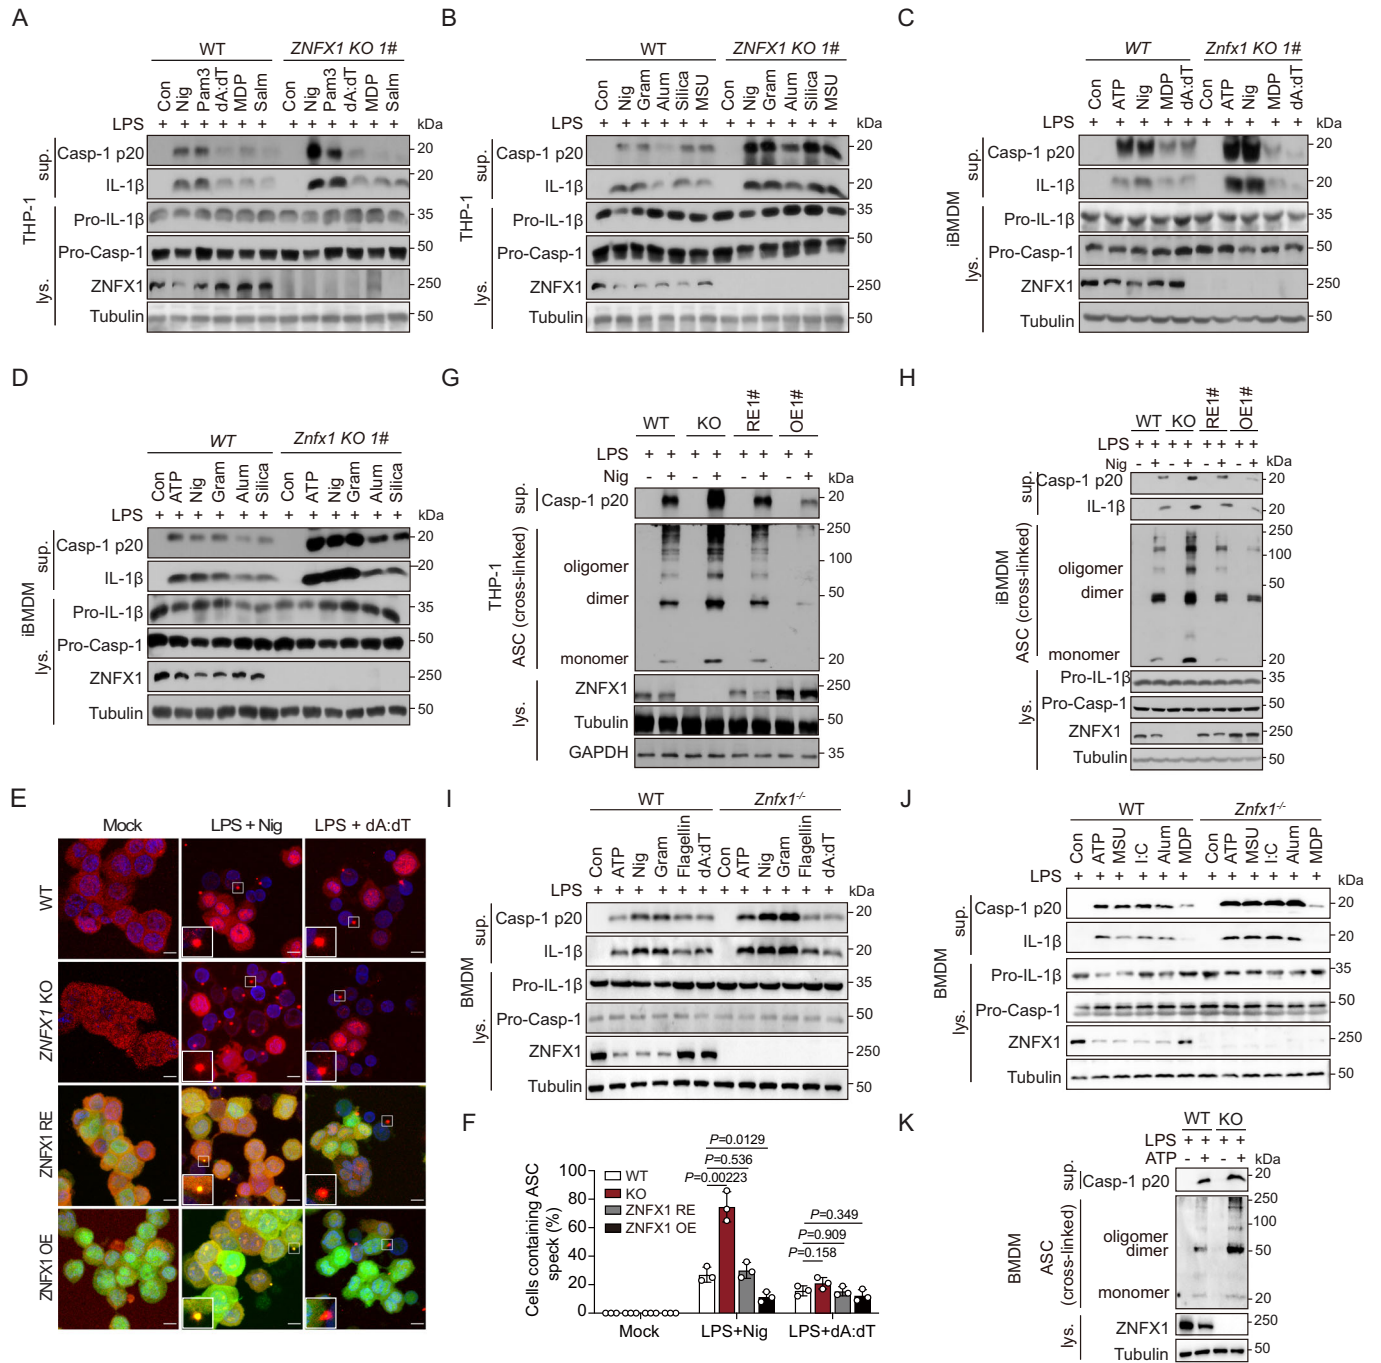 A
WT
ZNFX1 KO 1#
Con Nig Pam3 dA:dT MDP Salm Con Nig Pam3 dA:dT MDP Salm
LPS + + + + + + + + + + + + kDa
THP-1
sup.
Casp-1 p20 20
IL-1β 20
lys.
Pro-IL-1β 35
Pro-Casp-1 50
ZNFX1 250
Tubulin 50
B
WT
ZNFX1 KO 1#
Con Nig Gram Alum Silica MSU Con Nig Gram Alum Silica MSU
LPS + + + + + + + + + + + + kDa
THP-1
sup.
Casp-1 p20 20
IL-1β 20
lys.
Pro-IL-1β 35
Pro-Casp-1 50
ZNFX1 250
Tubulin 50
C
WT
Znfx1 KO 1#
Con ATP Nig MDP dA:dT Con ATP Nig MDP dA:dT
LPS + + + + + + + + + + kDa
iBMDM
sup.
Casp-1 p20 20
IL-1β 20
lys.
Pro-IL-1β 35
Pro-Casp-1 50
ZNFX1 250
Tubulin 50
D
WT
Znfx1 KO 1#
Con ATP Nig Gram Alum Silica Con ATP Nig Gram Alum Silica
LPS + + + + + + + + + + + + kDa
iBMDM
sup.
Casp-1 p20 20
IL-1β 20
lys.
Pro-IL-1β 35
Pro-Casp-1 50
ZNFX1 250
Tubulin 50
G
WT KO RE1# OE1#
LPS + + + + + + + +
Nig - + - + - + - + kDa
THP-1
sup.
Casp-1 p20 20
ASC (cross-linked)
250
100
oligomer
dimer 50
monomer 20
lys.
ZNFX1 250
Tubulin 50
GAPDH 35
H
WT KO RE1# OE1#
LPS + + + + + + + +
Nig - + - + - + - + kDa
iBMDM
sup.
Casp-1 p20 20
IL-1β 20
ASC (cross-linked)
250
100
oligomer
50
dimer
monomer 20
lys.
Pro-IL-1β 35
Pro-Casp-1 50
ZNFX1 250
Tubulin 50
E
Mock LPS+Nig LPS+dA:dT
WT
ZNFX1 KO
ZNFX1 RE
ZNFX1 OE
I
WT
Znfx1-/-
Con ATP Nig Gram Flagellin dA:dT Con ATP Nig Gram Flagellin dA:dT
LPS + + + + + + + + + + + + kDa
BMDM
sup.
Casp-1 p20 20
IL-1β 20
lys.
Pro-IL-1β 35
Pro-Casp-1 50
ZNFX1 250
Tubulin 50
J
WT
Znfx1-/-
Con ATP MSU I:C Alum MDP Con ATP MSU I:C Alum MDP
LPS + + + + + + + + + + + + kDa
BMDM
sup.
Casp-1 p20 20
IL-1β 20
lys.
Pro-IL-1β 35
Pro-Casp-1 50
ZNFX1 250
Tubulin 50
F
Cells containing ASC speck (%)
100
80
60
40
20
0
WT
KO
ZNFX1 RE
ZNFX1 OE
P=0.0129
P=0.536
P=0.00223
P=0.349
P=0.909
P=0.158
Mock LPS+Nig LPS+dA:dT
K
WT KO
LPS + + + +
ATP - + - + kDa
BMDM
sup.
Casp-1 p20 20
ASC (cross-linked)
250
100
oligomer
dimer 50
monomer 20
lys.
ZNFX1 250
Tubulin 50